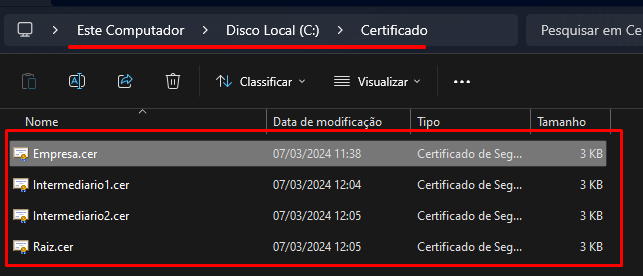 Este Computador > Disco Local (C:) > Certificado
Pesquisar em Ce
Classificar Visualizar
Nome Data de modificação Tipo Tamanho
Empresa.cer 07/03/2024 11:38 Certificado de Seg... 3 KB
Intermediario1.cer 07/03/2024 12:04 Certificado de Seg... 3 KB
Intermediario2.cer 07/03/2024 12:05 Certificado de Seg... 3 KB
Raiz.cer 07/03/2024 12:05 Certificado de Seg... 3 KB